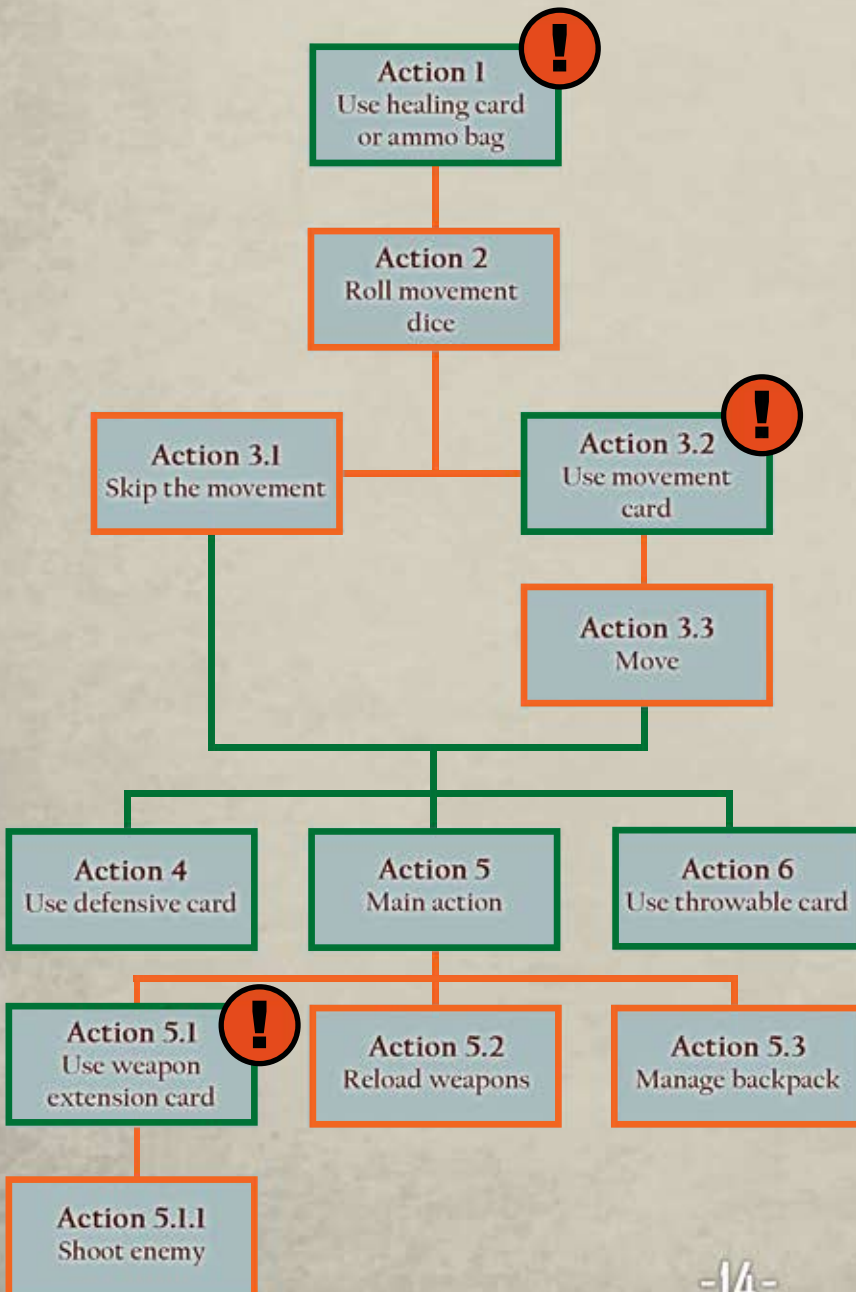 !
Action 1
Use healing card
or ammo bag
Action 2
Roll movement
dice
Action 3.1
Skip the movement
!
Action 3.2
Use movement
card
Action 3.3
Move
Action 4
Use defensive card
Action 5
Main action
Action 6
Use throwable card
!
Action 5.1
Use weapon
extension card
Action 5.2
Reload weapons
Action 5.3
Manage backpack
Action 5.1.1
Shoot enemy
-14-